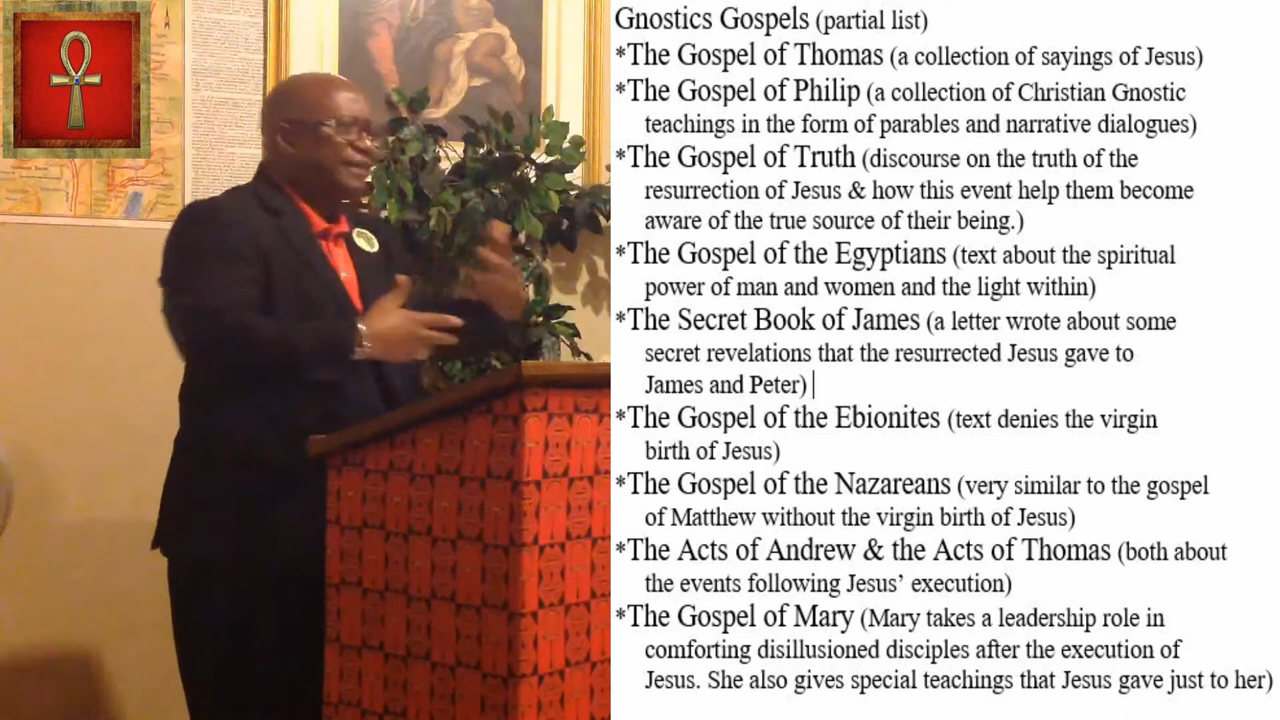 Gnostics Gospels (partial list)
*The Gospel of Thomas (a collection of sayings of Jesus)
*The Gospel of Philip (a collection of Christian Gnostic
teachings in the form of parables and narrative dialogues)
*The Gospel of Truth (discourse on the truth of the
resurrection of Jesus & how this event help them become
aware of the true source of their being.)
*The Gospel of the Egyptians (text about the spiritual
power of man and women and the light within)
*The Secret Book of James (a letter wrote about some
secret revelations that the resurrected Jesus gave to
James and Peter)
*The Gospel of the Ebionites (text denies the virgin
birth of Jesus)
*The Gospel of the Nazareans (very similar to the gospel
of Matthew without the virgin birth of Jesus)
*The Acts of Andrew & the Acts of Thomas (both about
the events following Jesus’ execution)
*The Gospel of Mary (Mary takes a leadership role in
comforting disillusioned disciples after the execution of
Jesus. She also gives special teachings that Jesus gave just to her)